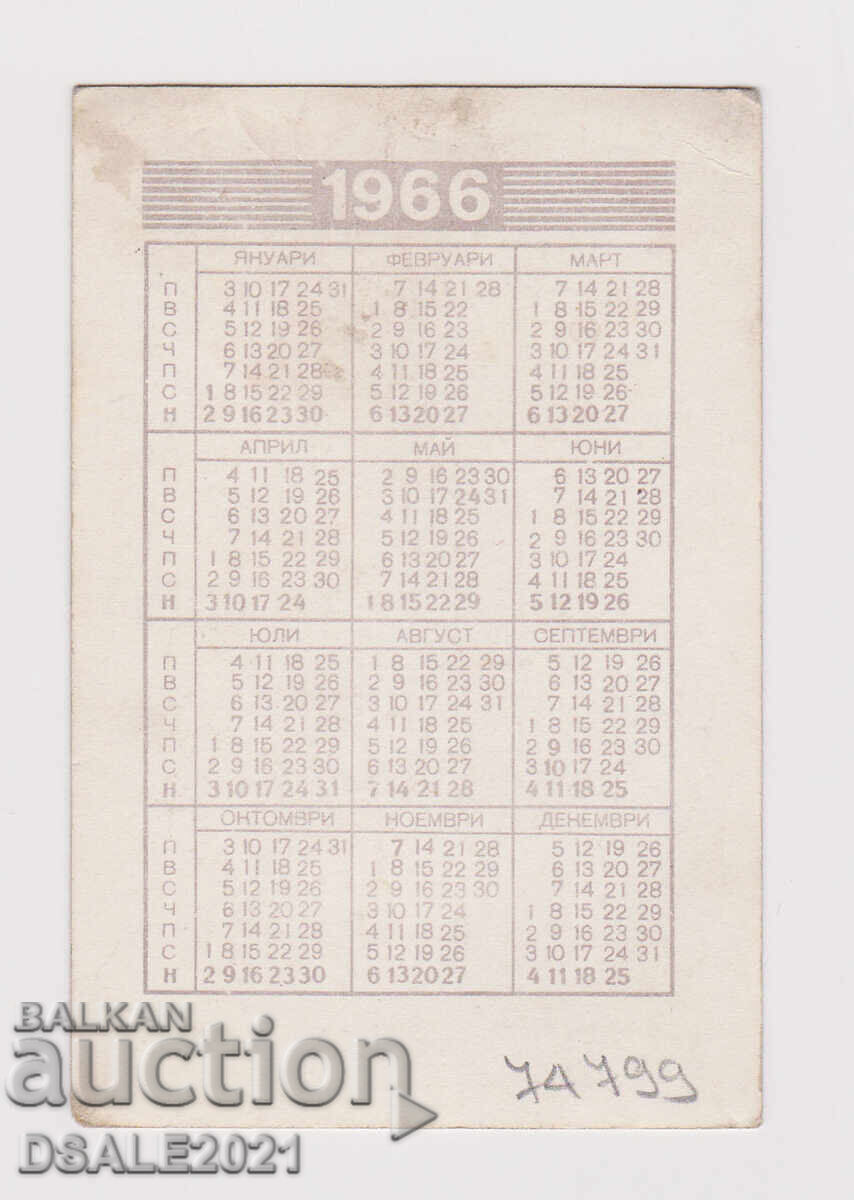 1966
ЯНУАРИ ФЕВРУАРИ МАРТ
П 3 10 17 24 31 7 14 21 28 7 14 21 28
В 4 11 18 25 1 8 15 22 1 8 15 22 29
С 5 12 19 26 2 9 16 23 2 9 16 23 30
Ч 6 13 20 27 3 10 17 24 3 10 17 24 31
П 7 14 21 28 4 11 18 25 4 11 18 25
С 1 8 15 22 29 5 12 19 26 5 12 19 26
Н 2 9 16 23 30 6 13 20 27 6 13 20 27
АПРИЛ МАЙ ЮНИ
П 4 11 18 25 2 9 16 23 30 6 13 20 27
В 5 12 19 26 3 10 17 24 31 7 14 21 28
С 6 13 20 27 4 11 18 25 1 8 15 22 29
Ч 7 14 21 28 5 12 19 26 2 9 16 23 30
П 1 8 15 22 29 6 13 20 27 3 10 17 24
С 2 9 16 23 30 7 14 21 28 4 11 18 25
Н 3 10 17 24 1 8 15 22 29 5 12 19 26
ЮЛИ АВГУСТ СЕПТЕМВРИ
П 4 11 18 25 1 8 15 22 29 5 12 19 26
В 5 12 19 26 2 9 16 23 30 6 13 20 27
С 6 13 20 27 3 10 17 24 31 7 14 21 28
Ч 7 14 21 28 4 11 18 25 1 8 15 22 29
П 1 8 15 22 29 5 12 19 26 2 9 16 23 30
С 2 9 16 23 30 6 13 20 27 3 10 17 24
Н 3 10 17 24 31 7 14 21 28 4 11 18 25
ОКТОМВРИ НОЕМВРИ ДЕКЕМВРИ
П 3 10 17 24 31 7 14 21 28 5 12 19 26
В 4 11 18 25 1 8 15 22 29 6 13 20 27
С 5 12 19 26 2 9 16 23 30 7 14 21 28
Ч 6 13 20 27 3 10 17 24 1 8 15 22 29
П 7 14 21 28 4 11 18 25 2 9 16 23 30
С 1 8 15 22 29 5 12 19 26 3 10 17 24 31
Н 2 9 16 23 30 6 13 20 27 4 11 18 25
74799
BALKAN
auction
DSALE2021